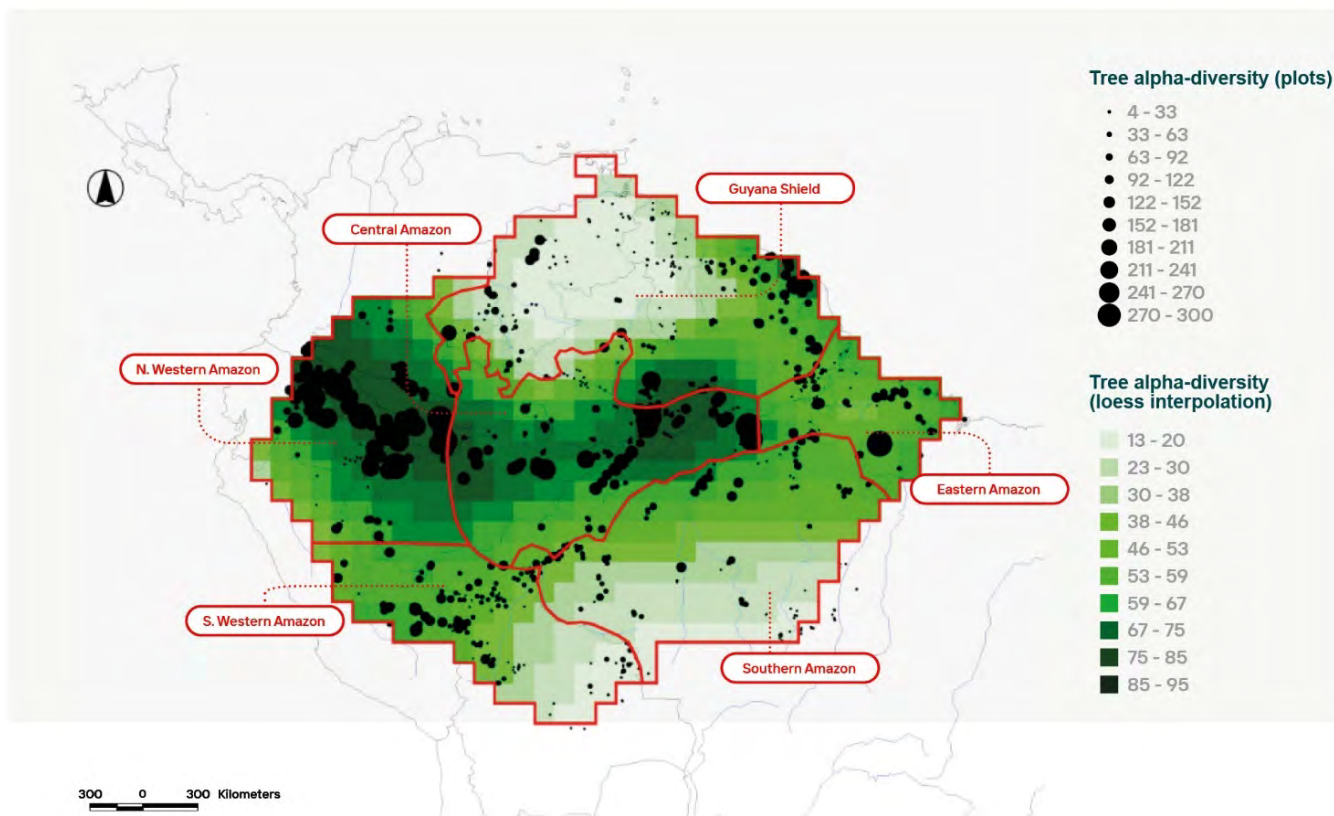 Guyana Shield
Central Amazon
N. Western Amazon
Eastern Amazon
S. Western Amazon
Southern Amazon
300 0 300 Kilometers
Tree alpha-diversity (plots)
4 - 33
33 - 63
63 - 92
92 - 122
122 - 152
152 - 181
181 - 211
211 - 241
241 - 270
270 - 300
Tree alpha-diversity
(loess interpolation)
13 - 20
23 - 30
30 - 38
38 - 46
46 - 53
53 - 59
59 - 67
67 - 75
75 - 85
85 - 95